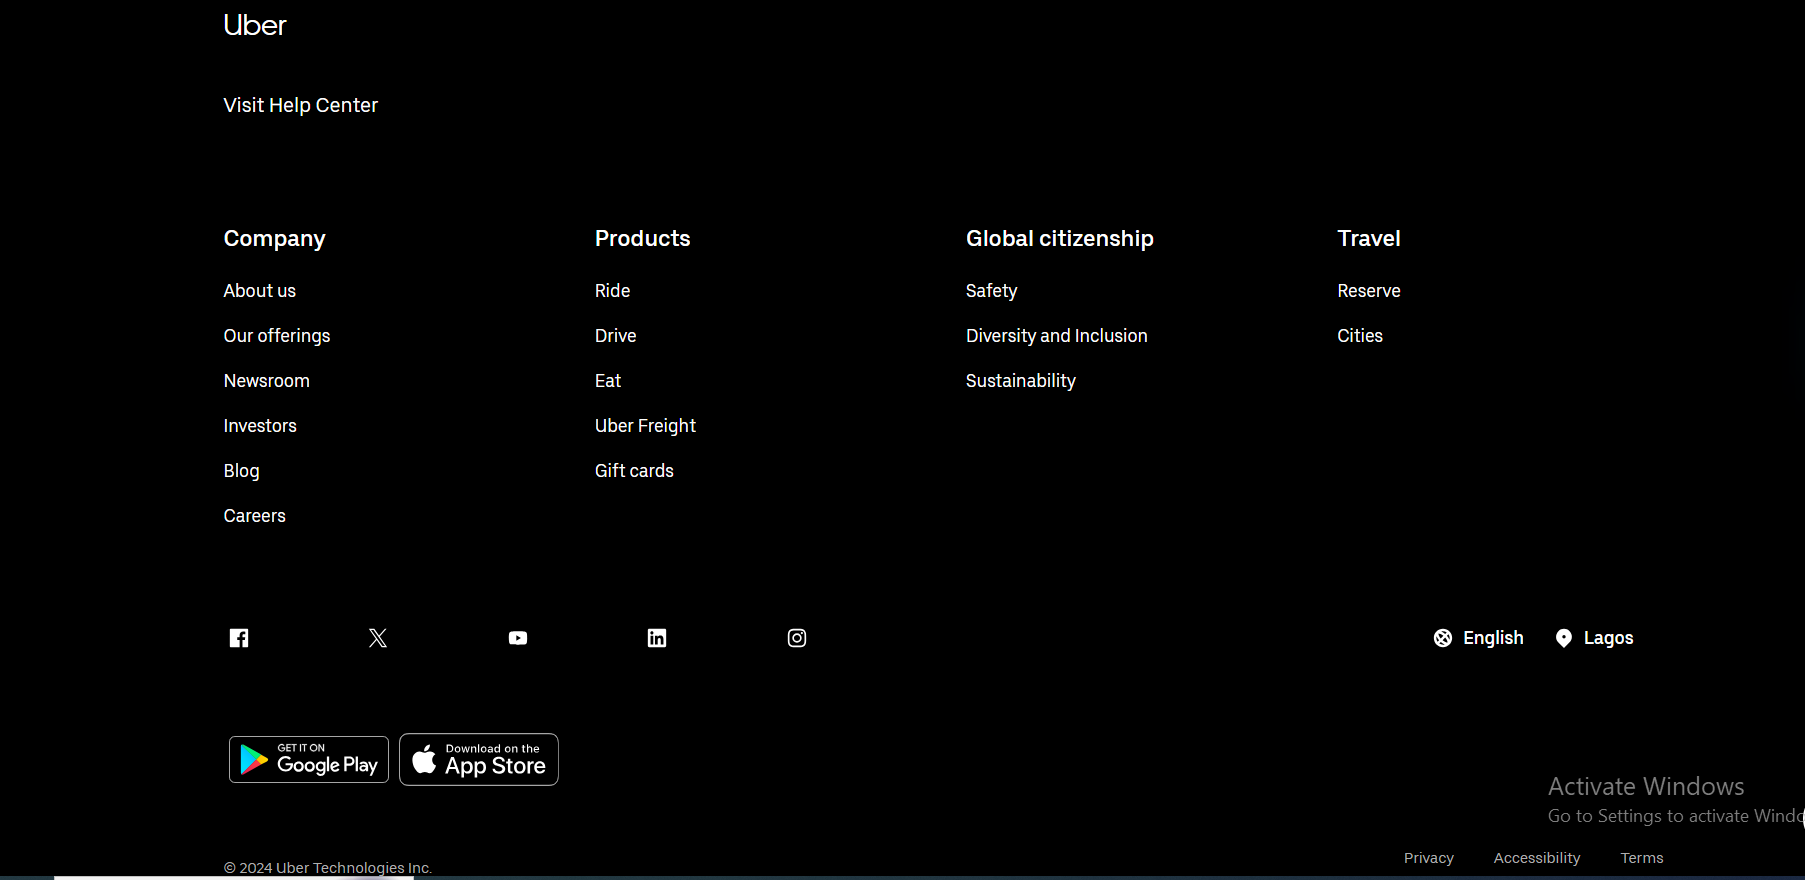 Uber
Visit Help Center
Company
About us
Our offerings
Newsroom
Investors
Blog
Careers
Products
Ride
Drive
Eat
Uber Freight
Gift cards
Global citizenship
Safety
Diversity and Inclusion
Sustainability
Travel
Reserve
Cities
English
Lagos
GET IT ON
Google Play
Download on the
App Store
Activate Windows
Go to Settings to activate
© 2024 Uber Technologies Inc.
Privacy
Accessibility
Terms